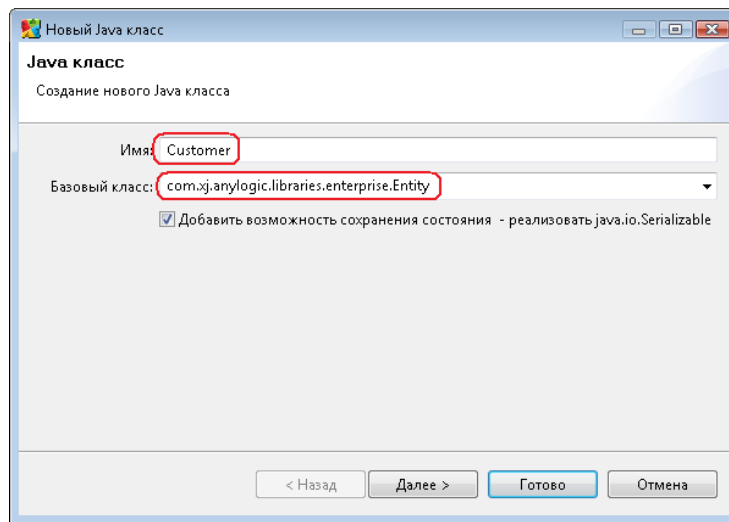 Новый Java класс
Java класс
Создание нового Java класса
Имя: Customer
Базовый класс: com.xj.anylogic.libraries.enterprise.Entity
Добавить возможность сохранения состояния - реализовать java.io.Serializable
< Назад Далее > Готово Отмена